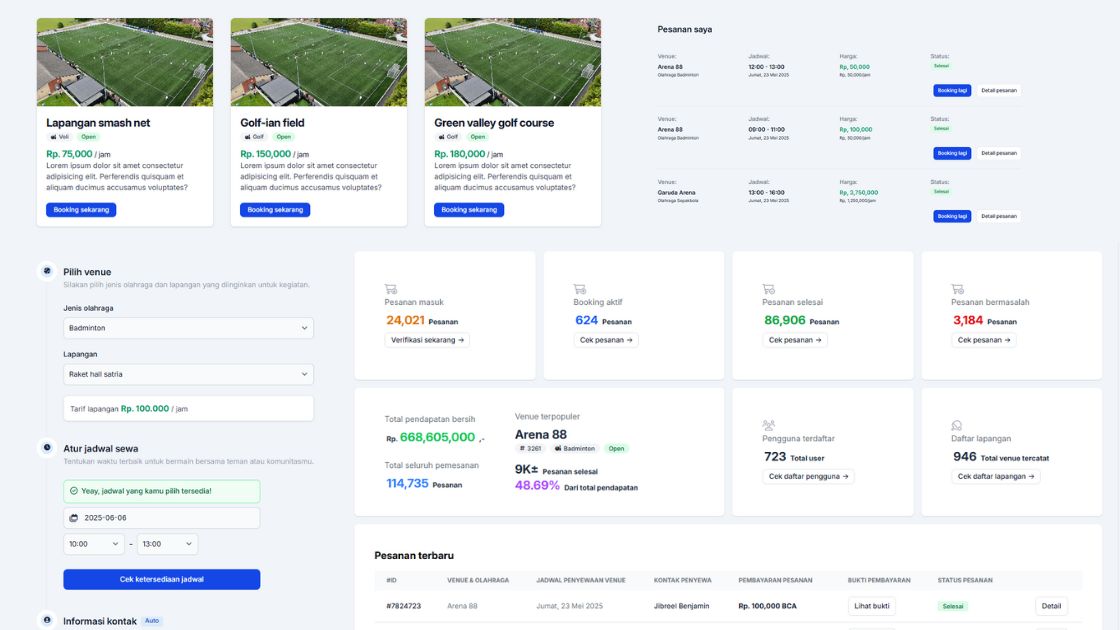 Lapangan smash net
Voli Open
Rp. 75,000 / jam
Lorem ipsum dolor sit amet consectetur
adipisicing elit. Perferendis quisquam et
aliquam ducimus accusamus voluptates?
Booking sekarang
Golf-ian field
Golf Open
Rp. 150,000 / jam
Lorem ipsum dolor sit amet consectetur
adipisicing elit. Perferendis quisquam et
aliquam ducimus accusamus voluptates?
Booking sekarang
Green valley golf course
Golf Open
Rp. 180,000 / jam
Lorem ipsum dolor sit amet consectetur
adipisicing elit. Perferendis quisquam et
aliquam ducimus accusamus voluptates?
Booking sekarang
Pesanan saya
Venue: Jadwal: Harga: Status:
Arena 88 12:00 - 13:00 Rp, 50,000 Selesai
Olahraga Badminton Jumat, 23 Mei 2025 Rp, 50,000/jam
Booking lagi Detail pesanan
Venue: Jadwal: Harga: Status:
Arena 88 09:00 - 11:00 Rp, 100,000 Selesai
Olahraga Badminton Jumat, 23 Mei 2025 Rp, 50,000/jam
Booking lagi Detail pesanan
Venue: Jadwal: Harga: Status:
Garuda Arena 13:00 - 16:00 Rp, 3,750,000 Selesai
Olahraga Sepakbola Jumat, 23 Mei 2025 Rp, 1,250,000/jam
Booking lagi Detail pesanan
Pilih venue
Silakan pilih jenis olahraga dan lapangan yang diinginkan untuk kegiatan.
Jenis olahraga
Badminton
Lapangan
Raket hall satria
Tarif lapangan Rp. 100.000 / jam
Atur jadwal sewa
Tentukan waktu terbaik untuk bermain bersama teman atau komunitasmu.
Yeay, jadwal yang kamu pilih tersedia!
2025-06-06
10:00 - 13:00
Cek ketersediaan jadwal
Informasi kontak Auto
Pesanan masuk
24,021 Pesanan
Verifikasi sekarang →
Booking aktif
624 Pesanan
Cek pesanan →
Pesanan selesai
86,906 Pesanan
Cek pesanan →
Pesanan bermasalah
3,184 Pesanan
Cek pesanan →
Total pendapatan bersih
Rp. 668,605,000 ,-
Total seluruh pemesanan
114,735 Pesanan
Venue terpopuler
Arena 88
# 3261 Badminton Open
9K± Pesanan selesai
48.69% Dari total pendapatan
Pengguna terdaftar
723 Total user
Cek daftar pengguna →
Daftar lapangan
946 Total venue tercatat
Cek daftar lapangan →
Pesanan terbaru
#ID VENUE & OLAHRAGA JADWAL PENYEWAAN VENUE KONTAK PENYEWA PEMBAYARAN PESANAN BUKTI PEMBAYARAN STATUS PESANAN
#7824723 Arena 88 Jumat, 23 Mei 2025 Jibreel Benjamin Rp. 100,000 BCA Lihat bukti Selesai Detail